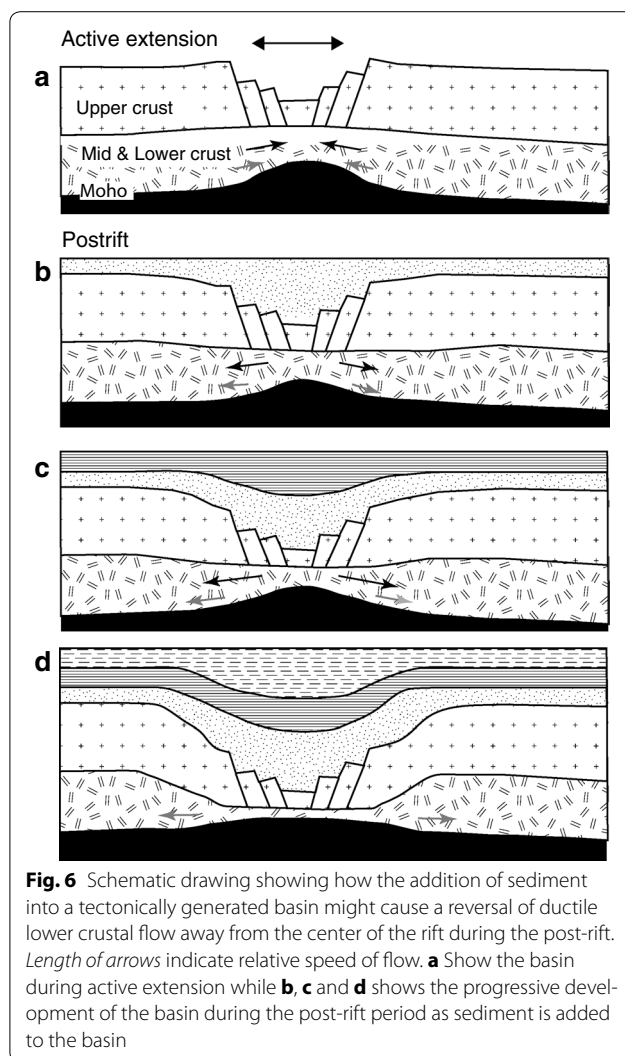 Active extension
a
Upper crust
Mid & Lower crust
Moho
Postrift
b
c
d
Fig. 6 Schematic drawing showing how the addition of sediment
into a tectonically generated basin might cause a reversal of ductile
lower crustal flow away from the center of the rift during the post-rift.
Length of arrows indicate relative speed of flow. a Show the basin
during active extension while b, c and d shows the progressive devel-
opment of the basin during the post-rift period as sediment is added
to the basin